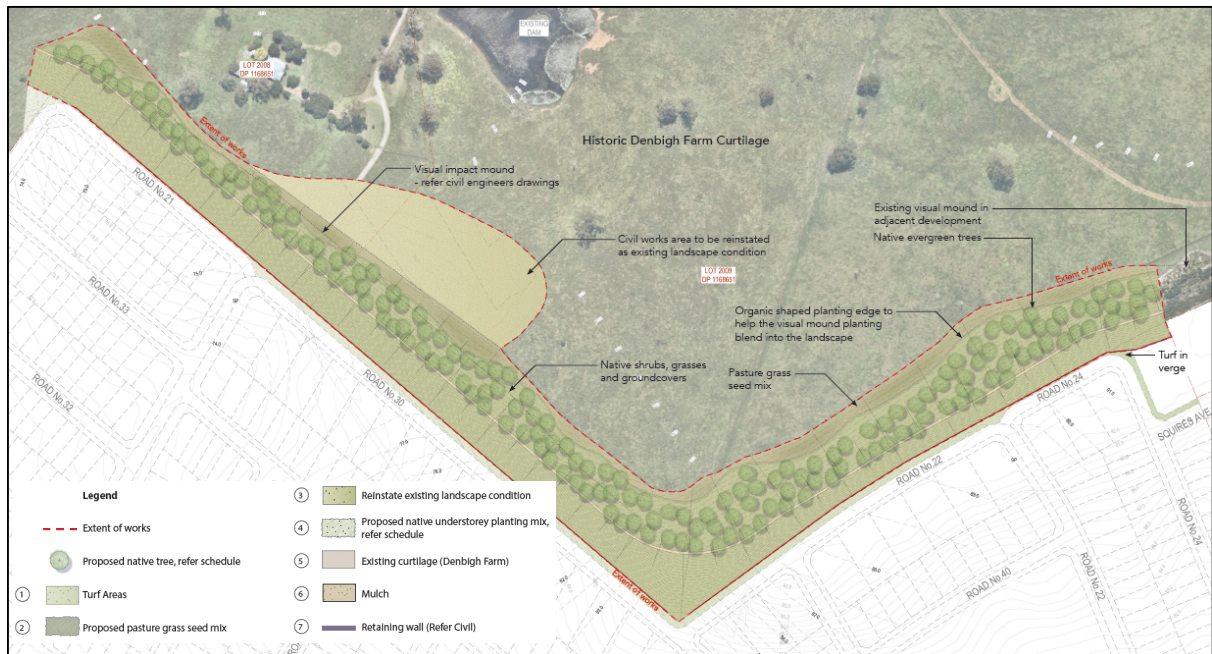 EXISTING
DAM
LOT 2008
DP 1168651
Extent of works
Historic Denbigh Farm Curtilage
Visual impact mound
- refer civil engineers drawings
Existing visual mound in
adjacent development
Native evergreen trees
Civil works area to be reinstated
as existing landscape condition
LOT 2009
DP 1168651
Extent of works
Organic shaped planting edge to
help the visual mound planting
blend into the landscape
Native shrubs, grasses
and groundcovers
Pasture grass
seed mix
Turf in
verge
ROAD No.21
ROAD No.33
ROAD No.32
ROAD No.30
ROAD No.24
ROAD No.22
SQUIRES AVE
ROAD No.40
ROAD No.22
ROAD No.24
Extent of works
Legend
Extent of works
Proposed native tree, refer schedule
1 Turf Areas
2 Proposed pasture grass seed mix
3 Reinstate existing landscape condition
4 Proposed native understorey planting mix,
refer schedule
5 Existing curtilage (Denbigh Farm)
6 Mulch
7 Retaining wall (Refer Civil)